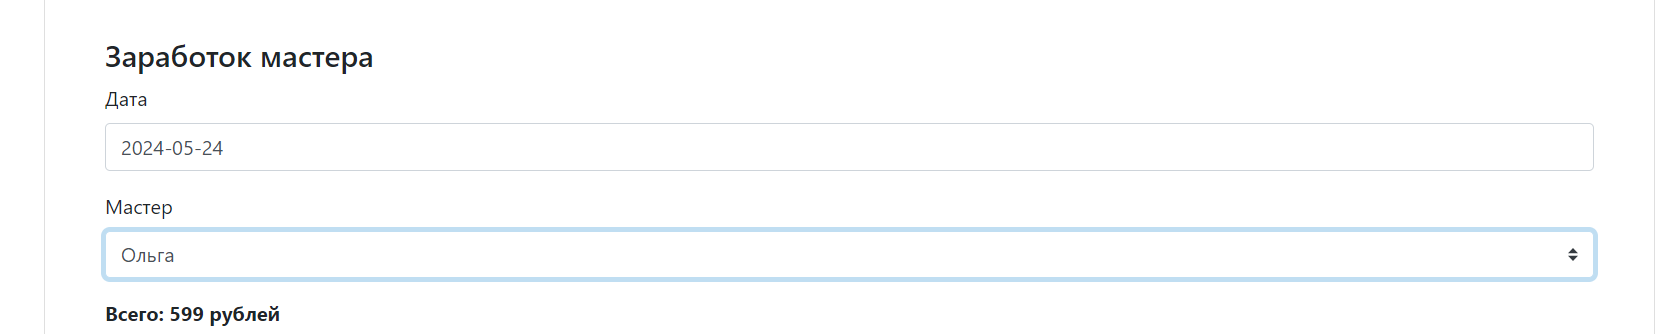 Заработок мастера
Дата
2024-05-24
Мастер
Ольга
Всего: 599 рублей